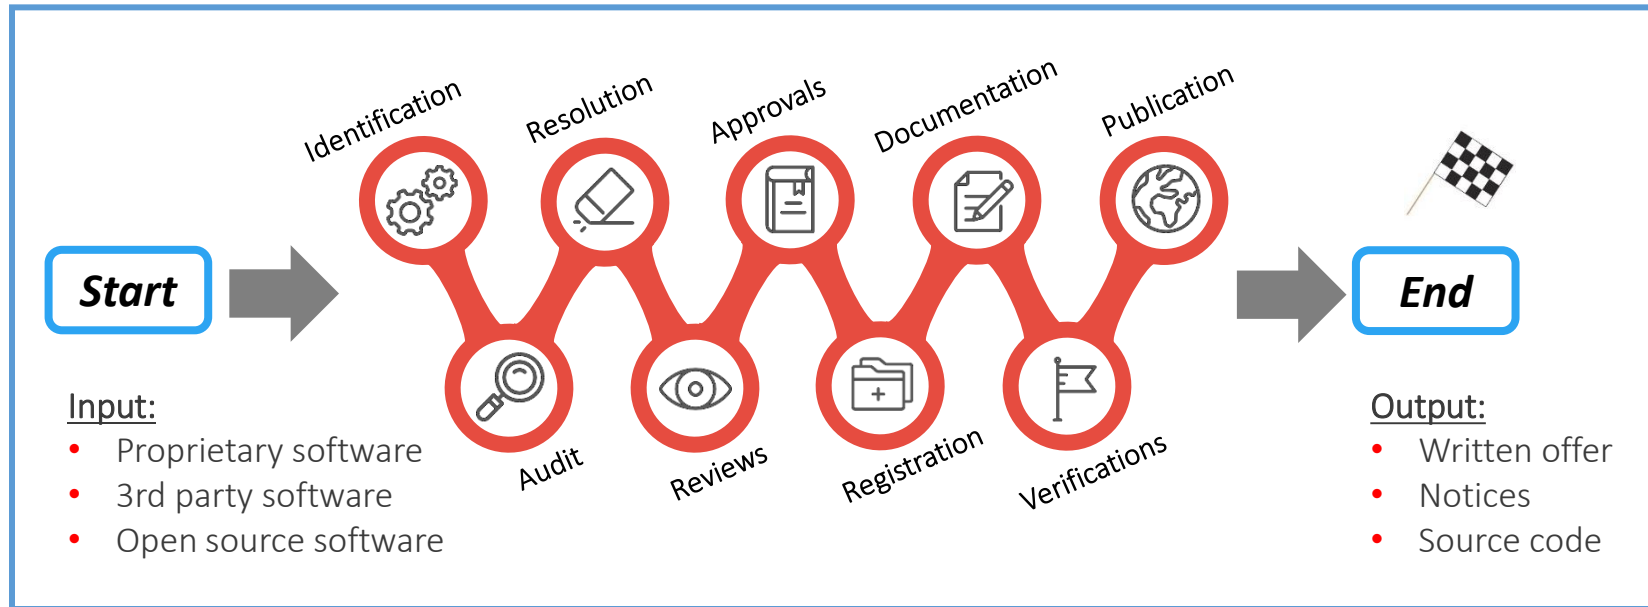 Start
Input:
• Proprietary software
• 3rd party software
• Open source software
Identification
Audit
Resolution
Reviews
Approvals
Registration
Documentation
Verifications
Publication
End
Output:
• Written offer
• Notices
• Source code